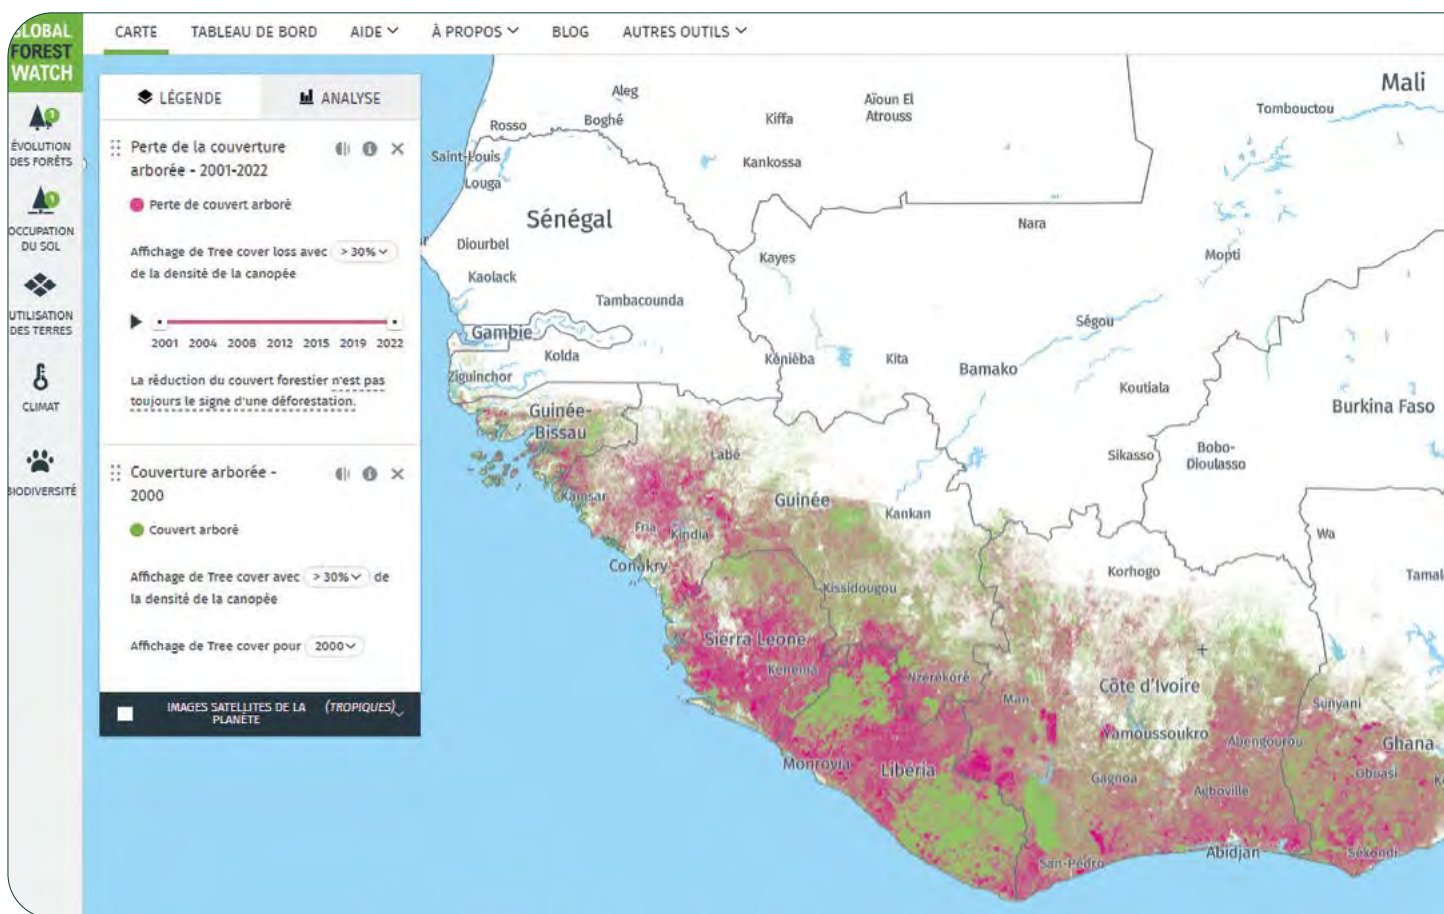 GLOBAL
FOREST
WATCH
CARTE
TABLEAU DE BORD
AIDE
À PROPOS
BLOG
AUTRES OUTILS
ÉVOLUTION
DES FORÊTS
1
OCCUPATION
DU SOL
1
UTILISATION
DES TERRES
CLIMAT
BIODIVERSITÉ
LÉGENDE
ANALYSE
Perte de la couverture
arborée - 2001-2022
Perte de couvert arboré
Affichage de Tree cover loss avec > 30%
de la densité de la canopée
2001 2004 2008 2012 2015 2019 2022
La réduction du couvert forestier n'est pas
toujours le signe d'une déforestation.
Couverture arborée -
2000
Couvert arboré
Affichage de Tree cover avec > 30% de
la densité de la canopée
Affichage de Tree cover pour 2000
IMAGES SATELLITES DE LA
PLANÈTE
(TROPIQUES)
Mali
Aleg
Aïoun El
Atrouss
Tombouctou
Rosso
Boghé
Kiffa
Saint-Louis
Kankossa
Louga
Sénégal
Nara
Diourbel
Kayes
Mopti
Kaolack
Tambacounda
Ségou
Gambie
Kolda
Kéniéba
Kita
Bamako
Ziguinchor
Koutiala
Guinée-
Bissau
Burkina Faso
Labé
Sikasso
Bobo-
Dioulasso
Kamsar
Guinée
Kankan
Fria
Kindia
Wa
Conakry
Korhogo
Tamal
Kissidougou
Sierra Leone
Kenema
Nzérékoré
Man
Côte d'Ivoire
Sunyani
Yamoussoukro
Abengourou
Ghana
Monrovia
Libéria
Gagnoa
Obuasi
Agboville
San-Pédro
Abidjan
Sekondi